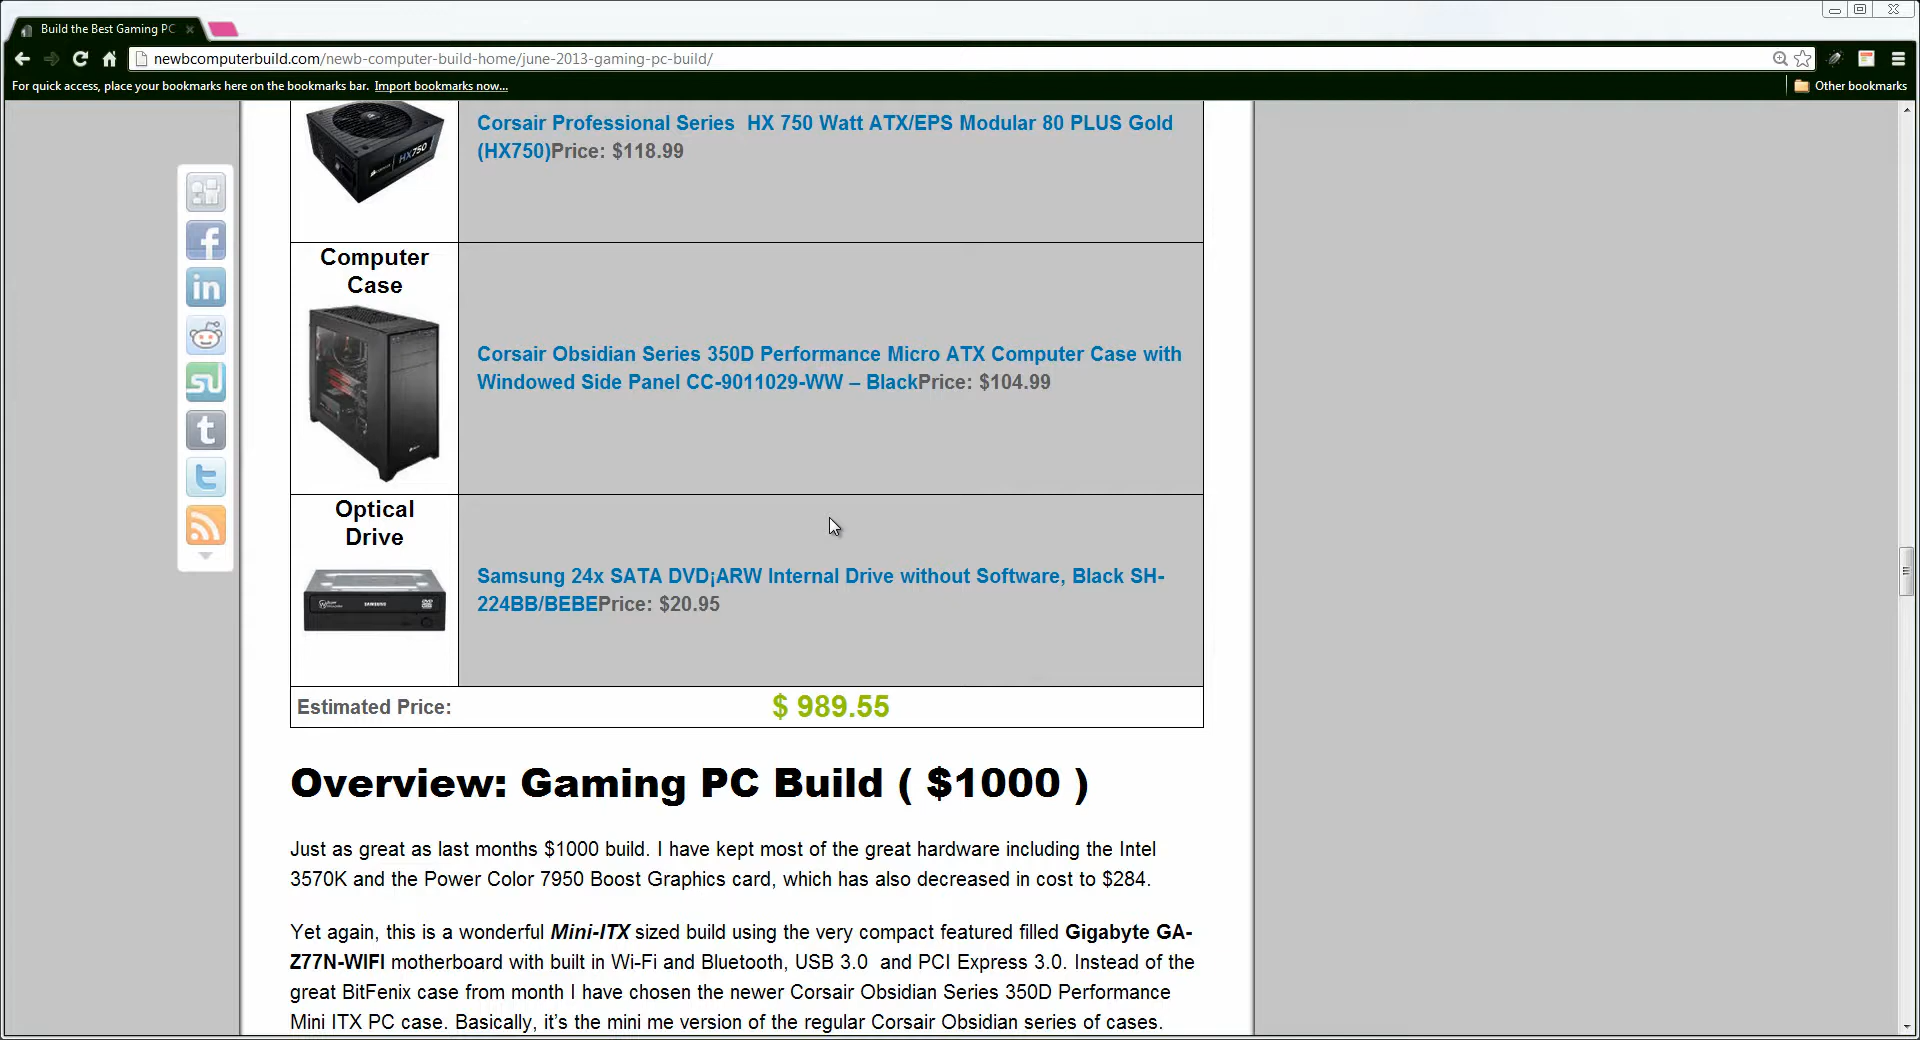 Build the Best Gaming PC
newbcomputerbuild.com/newb-computer-build-home/june-2013-gaming-pc-build/
For quick access, place your bookmarks here on the bookmarks bar. Import bookmarks now...
Other bookmarks
HX750
Corsair Professional Series HX 750 Watt ATX/EPS Modular 80 PLUS Gold
(HX750)Price: $118.99
Computer
Case
Corsair Obsidian Series 350D Performance Micro ATX Computer Case with
Windowed Side Panel CC-9011029-WW – BlackPrice: $104.99
Optical
Drive
SAMSUNG
Samsung 24x SATA DVD¡ARW Internal Drive without Software, Black SH-
224BB/BEBEPrice: $20.95
Estimated Price:
$ 989.55
Overview: Gaming PC Build ( $1000 )
Just as great as last months $1000 build. I have kept most of the great hardware including the Intel
3570K and the Power Color 7950 Boost Graphics card, which has also decreased in cost to $284.
Yet again, this is a wonderful Mini-ITX sized build using the very compact featured filled Gigabyte GA-
Z77N-WIFI motherboard with built in Wi-Fi and Bluetooth, USB 3.0 and PCI Express 3.0. Instead of the
great BitFenix case from month I have chosen the newer Corsair Obsidian Series 350D Performance
Mini ITX PC case. Basically, it's the mini me version of the regular Corsair Obsidian series of cases.